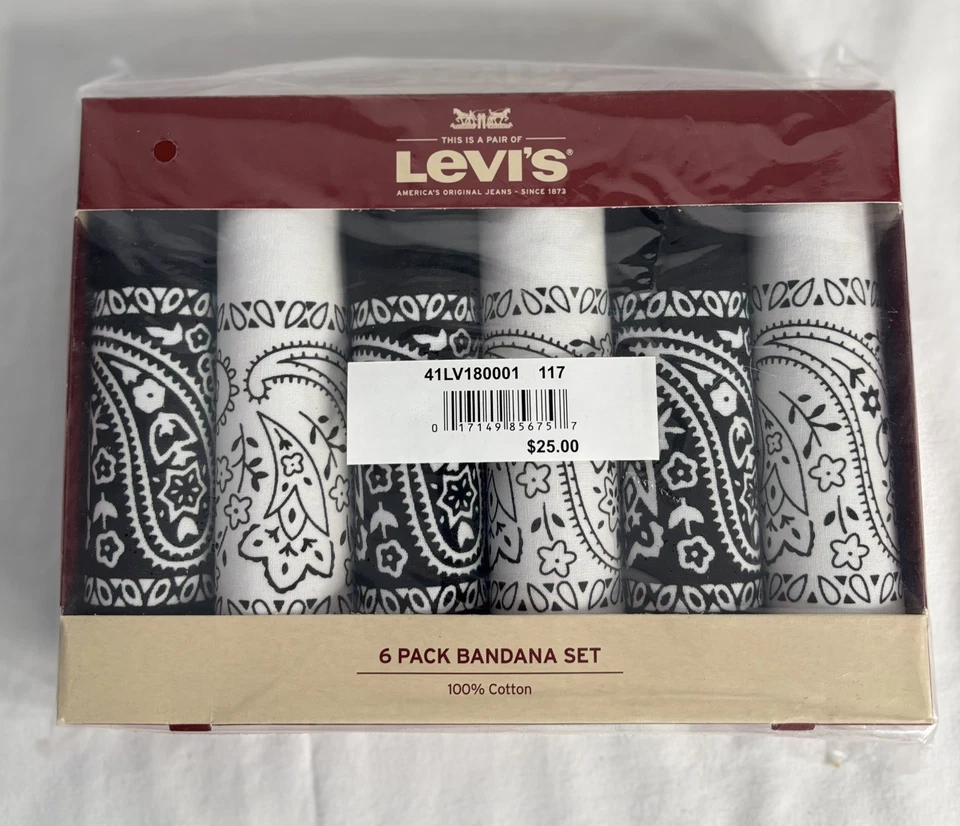 THIS IS A PAIR OF
Levi's®
AMERICA'S ORIGINAL JEANS - SINCE 1873
41LV180001 117
0 17149 85675 7
$25.00
6 PACK BANDANA SET
100% Cotton